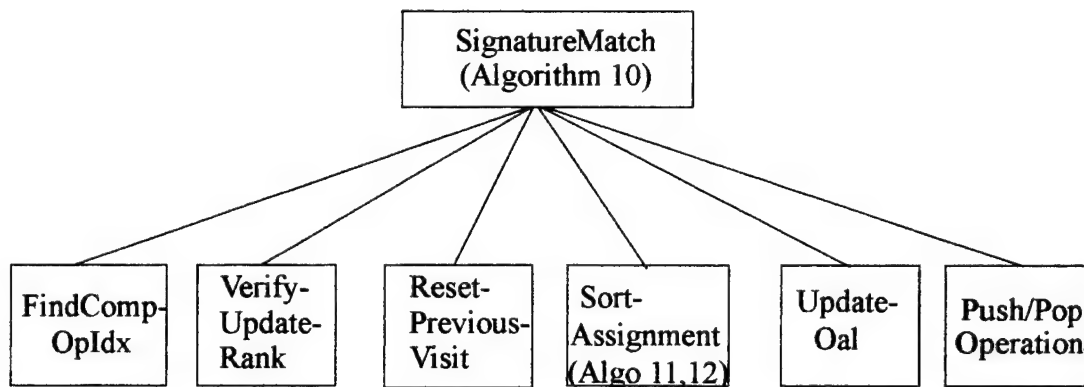 SignatureMatch
(Algorithm 10)
FindComp-
OpIdx
Verify-
Update-
Rank
Reset-
Previous-
Visit
Sort-
Assignment
(Algo 11,12)
Update-
Oal
Push/Pop
Operation